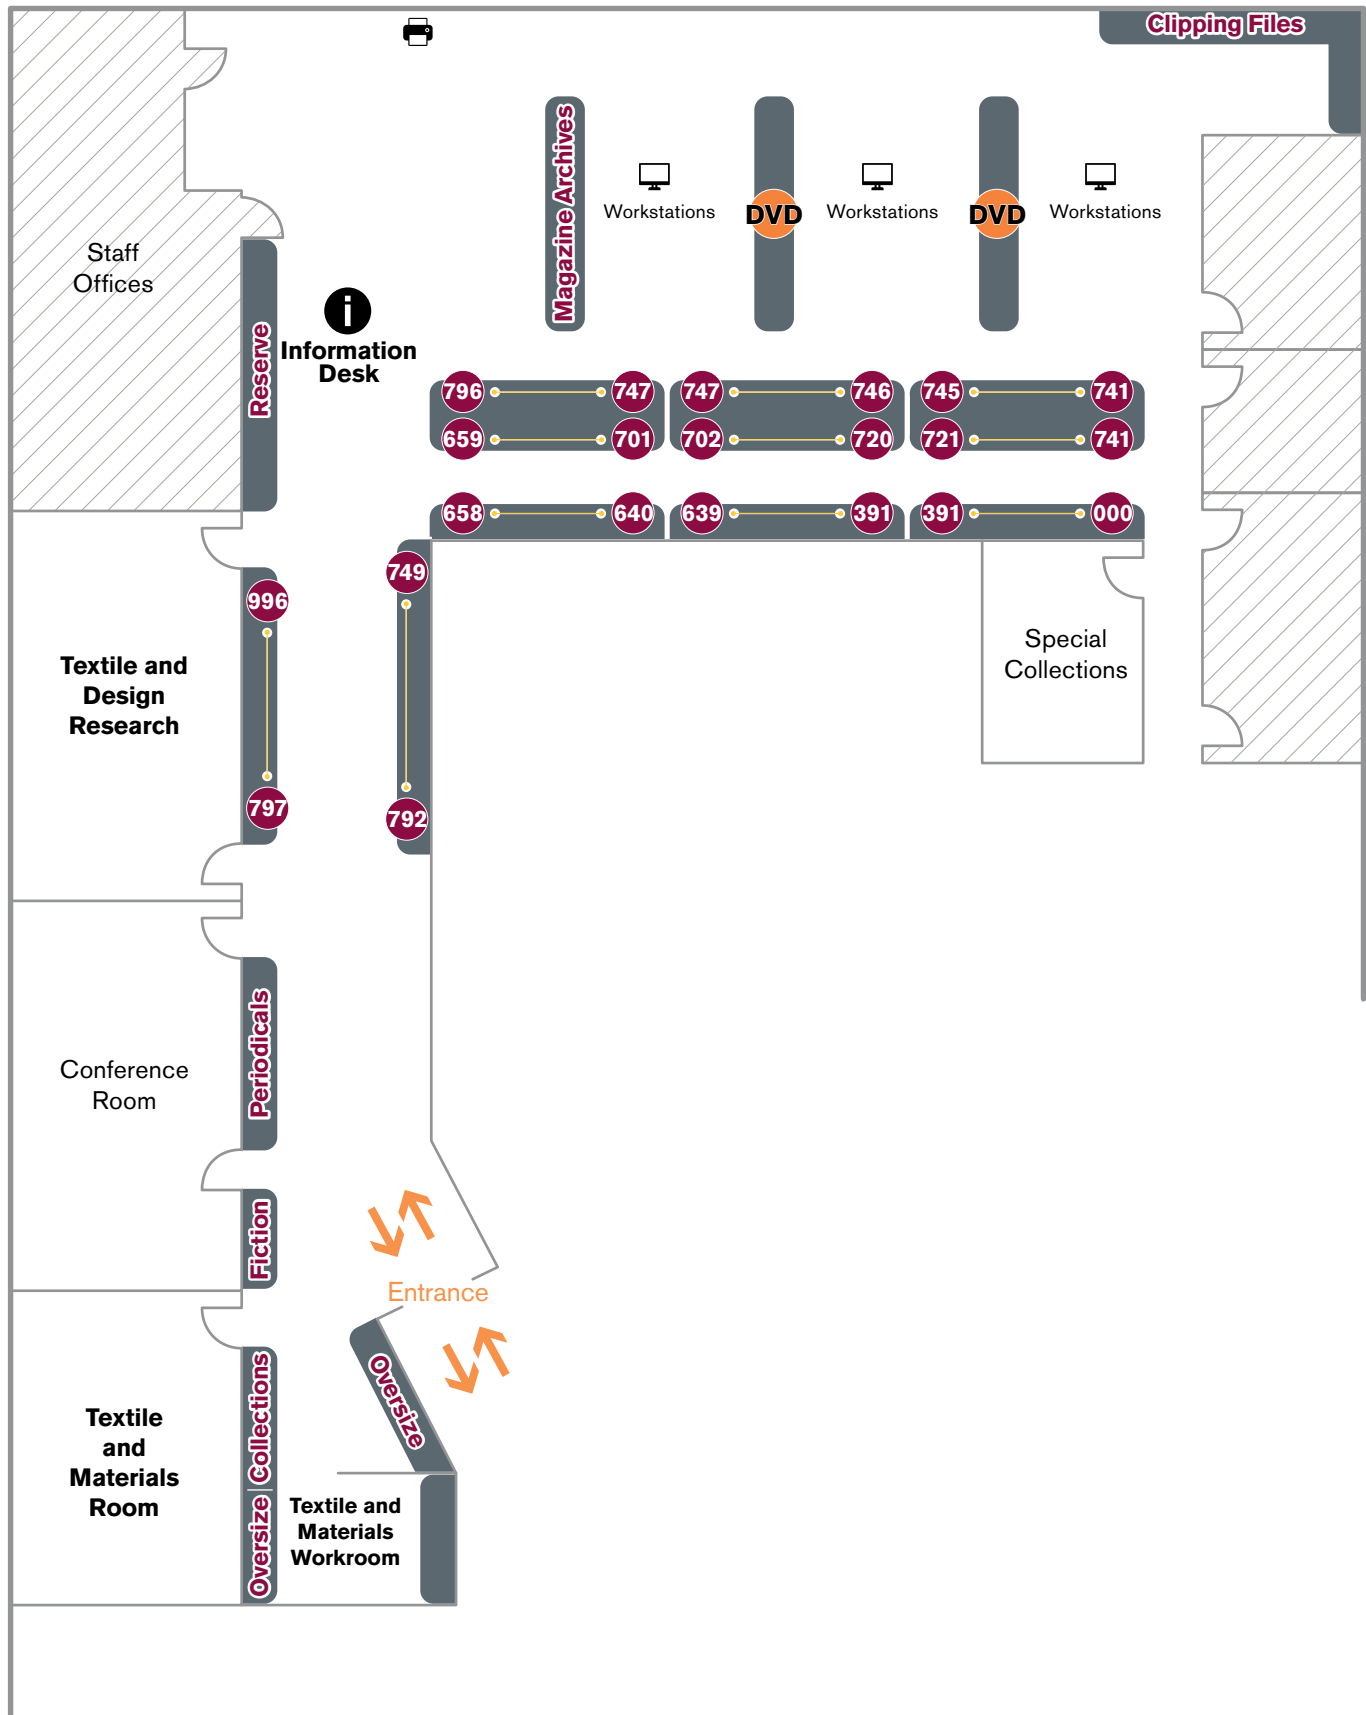 Clipping Files
Magazine Archives
Workstations
DVD
Workstations
DVD
Workstations
Staff
Offices
Reserve
i
Information
Desk
796
747
747
746
745
741
659
701
702
720
721
741
658
640
639
391
391
000
749
792
996
797
Textile and
Design
Research
Special
Collections
Conference
Room
Periodicals
Fiction
Entrance
Oversize
Textile
and
Materials
Room
Oversize | Collections
Textile and
Materials
Workroom